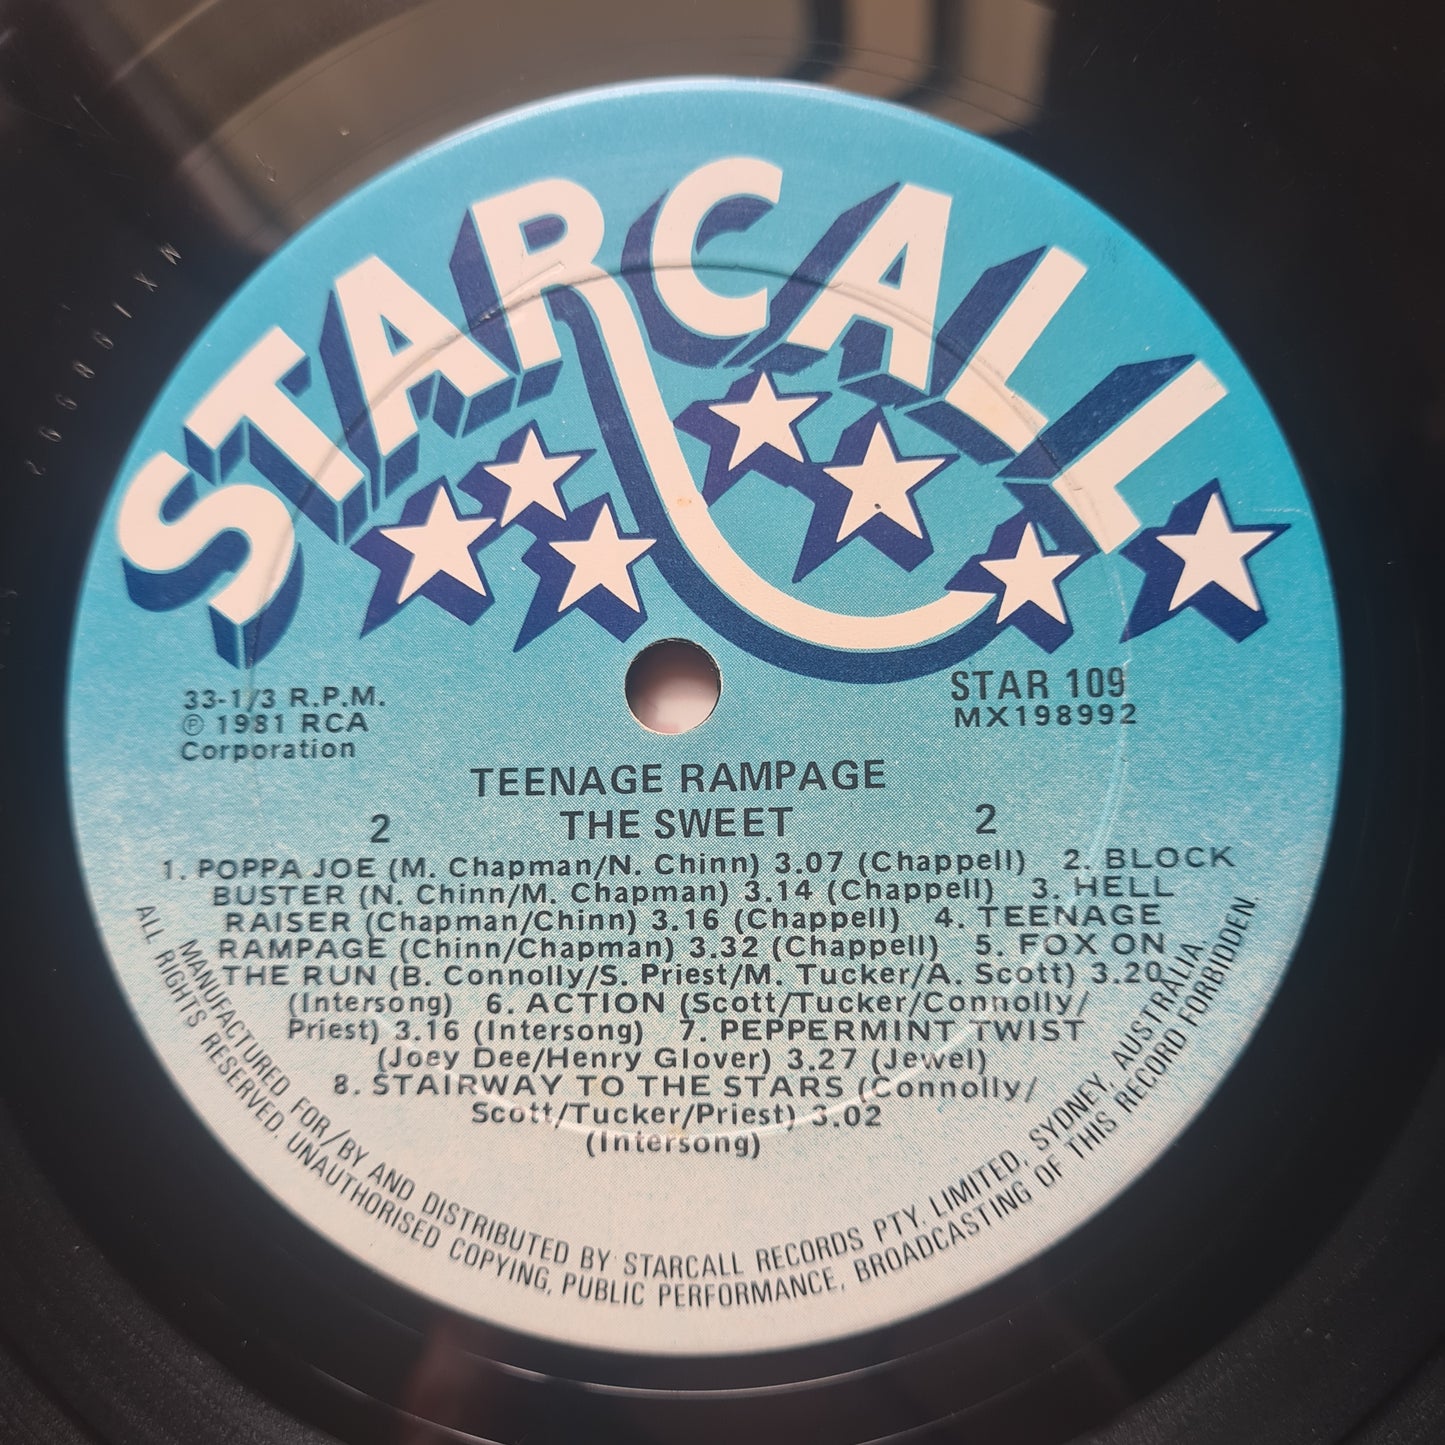 STARCALL
33-1/3 R.P.M.
℗ 1981 RCA
Corporation
STAR 109
MX198992
TEENAGE RAMPAGE
2 THE SWEET 2
1. POPPA JOE (M. Chapman/N. Chinn) 3.07 (Chappell) 2. BLOCK
BUSTER (N. Chinn/M. Chapman) 3.14 (Chappell) 3. HELL
RAISER (Chapman/Chinn) 3.16 (Chappell) 4. TEENAGE
RAMPAGE (Chinn/Chapman) 3.32 (Chappell) 5. FOX ON
THE RUN (B. Connolly/S. Priest/M. Tucker/A. Scott) 3.20
(Intersong) 6. ACTION (Scott/Tucker/Connolly/
Priest) 3.16 (Intersong) 7. PEPPERMINT TWIST
(Joey Dee/Henry Glover) 3.27 (Jewel)
8. STAIRWAY TO THE STARS (Connolly/
Scott/Tucker/Priest) 3.02
(Intersong)
MANUFACTURED FOR/BY AND DISTRIBUTED BY STARCALL RECORDS PTY. LIMITED, SYDNEY, AUSTRALIA.
ALL RIGHTS RESERVED. UNAUTHORISED COPYING, PUBLIC PERFORMANCE, BROADCASTING OF THIS RECORD FORBIDDEN.
MX198992